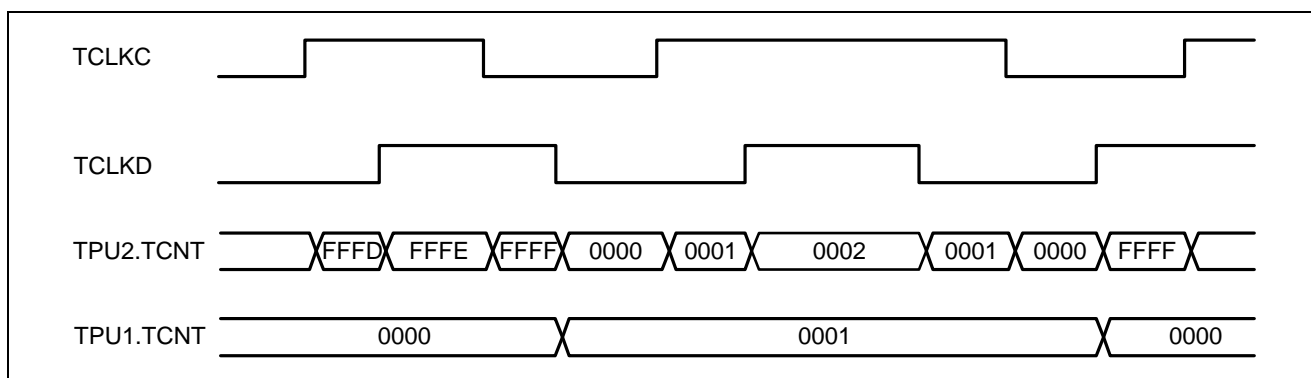 TCLKC
TCLKD
TPU2.TCNT FFFD FFFE FFFF 0000 0001 0002 0001 0000 FFFF
TPU1.TCNT 0000 0001 0000